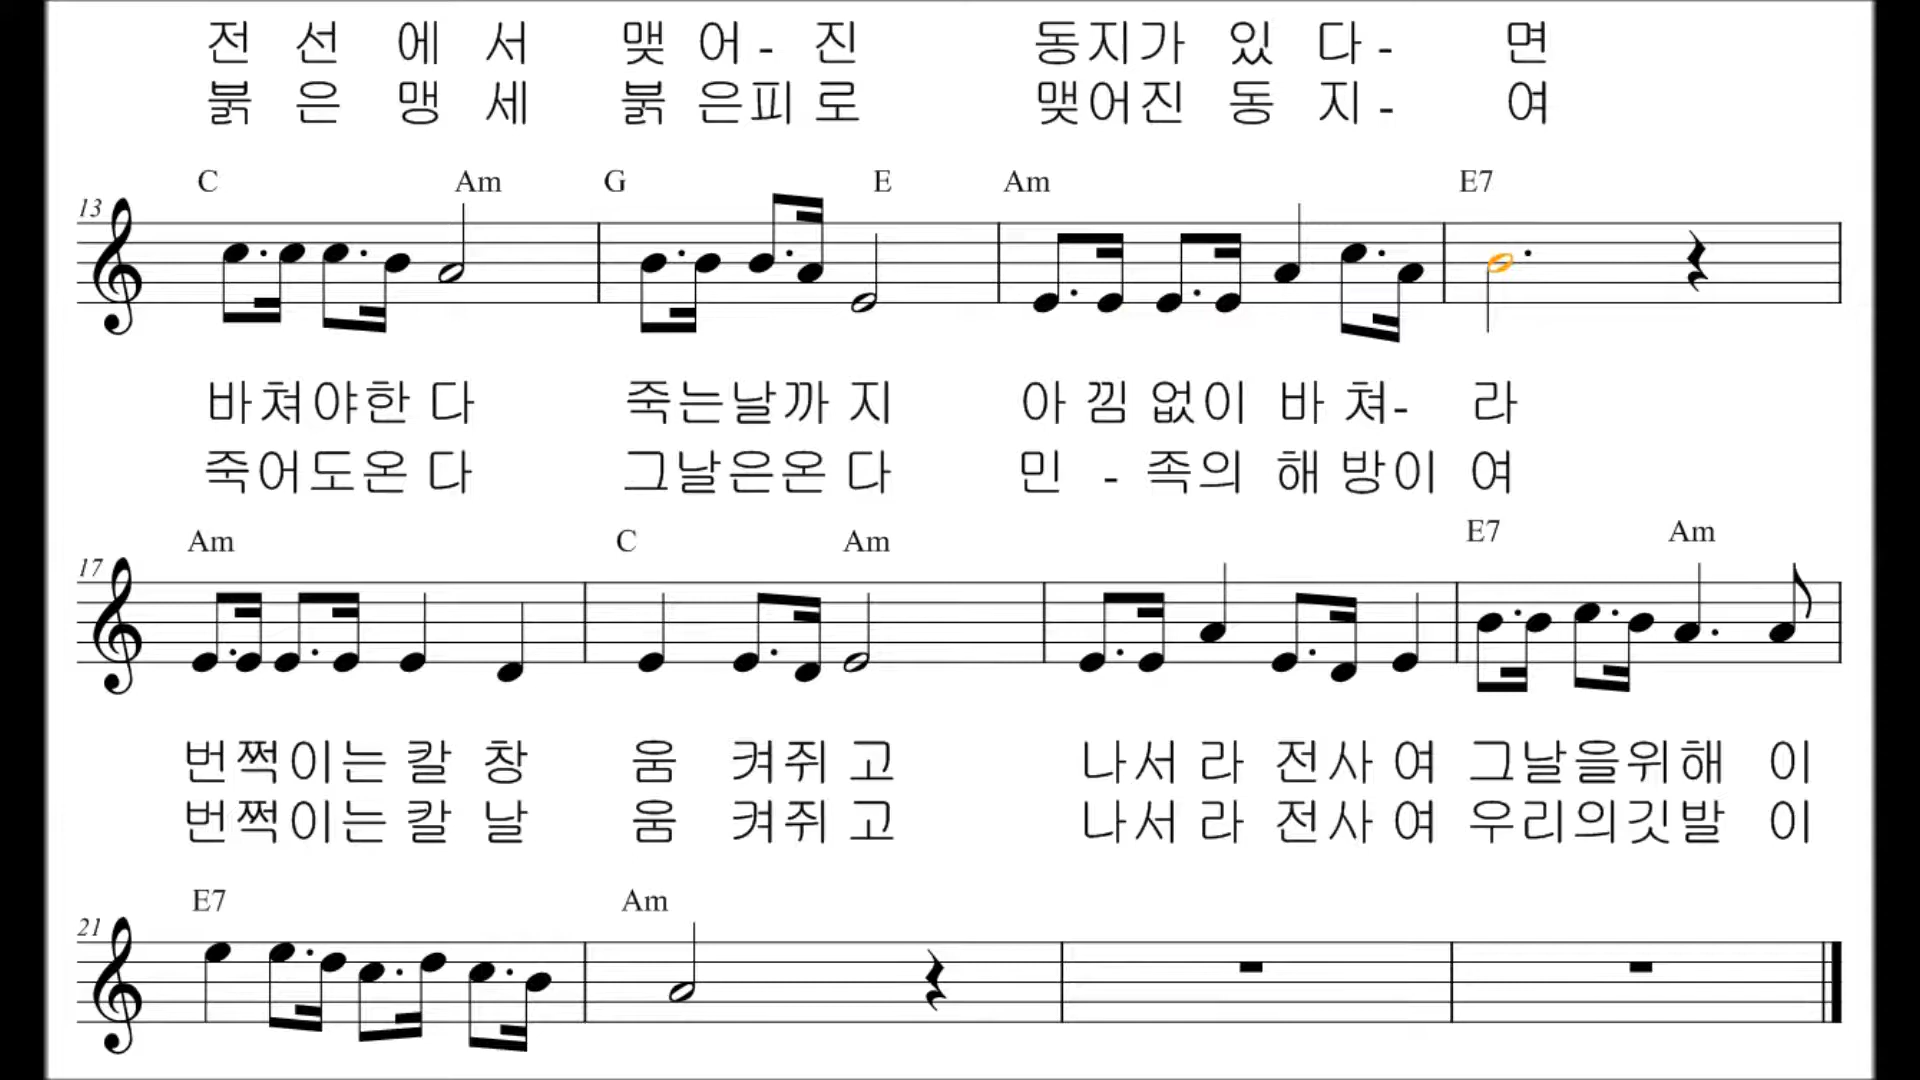 전 선 에 서 맺 어 - 진 동지가 있 다 - 면
붉 은 맹 세 붉 은피 로 맺어진 동 지 - 여
C Am G E Am E7
13
바쳐야한 다 죽는날까 지 아 낌 없이 바 쳐- 라
죽어도온 다 그날은온 다 민 - 족의 해 방이 여
Am C Am E7 Am
17
번쩍이는 칼 창 움 켜쥐 고 나서 라 전사 여 그날을위해 이
번쩍이는 칼 날 움 켜쥐 고 나서 라 전사 여 우리의깃발 이
E7 Am
21